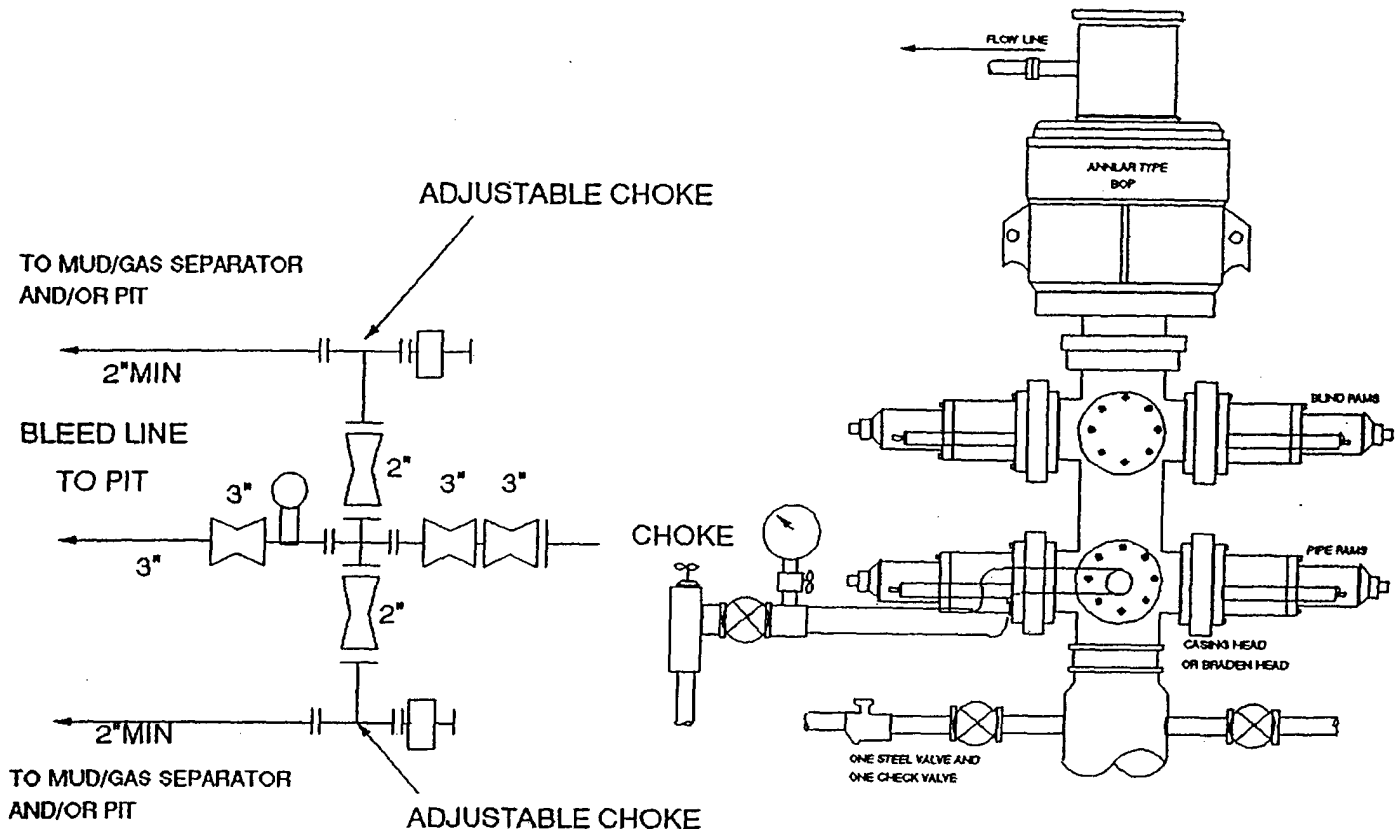 ADJUSTABLE CHOKE
TO MUD/GAS SEPARATOR
AND/OR PIT
2"MIN
BLEED LINE
TO PIT
2"
3"
3"
3"
3"
2"
2"MIN
TO MUD/GAS SEPARATOR
AND/OR PIT
ADJUSTABLE CHOKE
FLOW LINE
ANNLAR TYPE
BOP
BLIND RAMS
CHOKE
PIPE RAMS
CASING HEAD
OR BRADEN HEAD
ONE STEEL VALVE AND
ONE CHECK VALVE